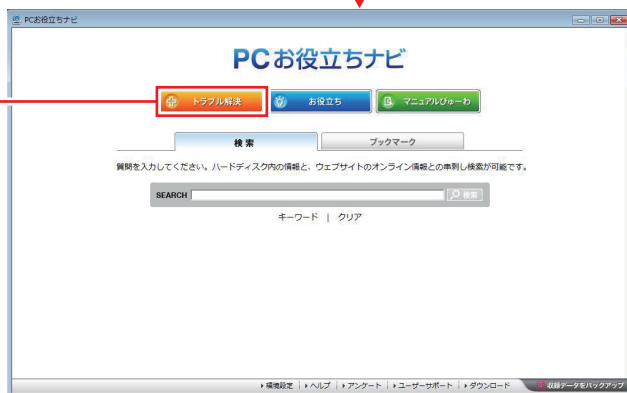 PCお役立ちナビ
PCお役立ちナビ
トラブル解決 お役立ち マニュアルびゅーわ
検索 ブックマーク
質問を入力してください。ハードディスク内の情報と、ウェブサイトのオンライン情報との串刺し検索が可能です。
SEARCH 検索
キーワード | クリア
▸環境設定 | ▸ヘルプ | ▸アンケート | ▸ユーザーサポート | ▸ダウンロード 収録データをバックアップ